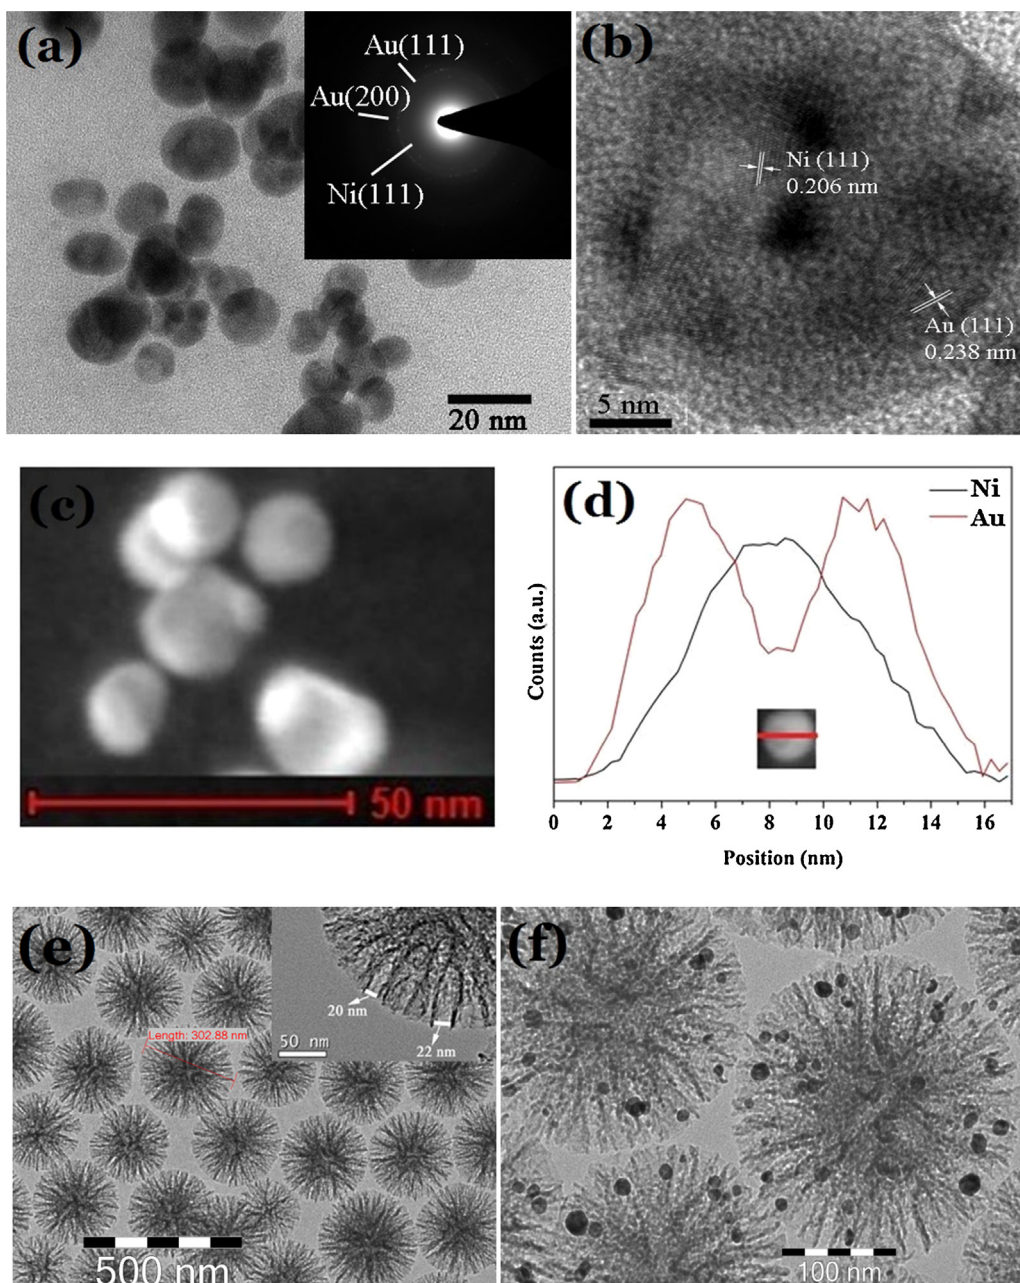 (a)
Au(111)
Au(200)
Ni(111)
20 nm
(b)
Ni (111)
0.206 nm
Au (111)
0.238 nm
5 nm
(c)
50 nm
(d)
Ni
Au
Counts (a.u.)
0 2 4 6 8 10 12 14 16
Position (nm)
(e)
Length: 302.88 nm
20 nm
50 nm
22 nm
500 nm
(f)
100 nm